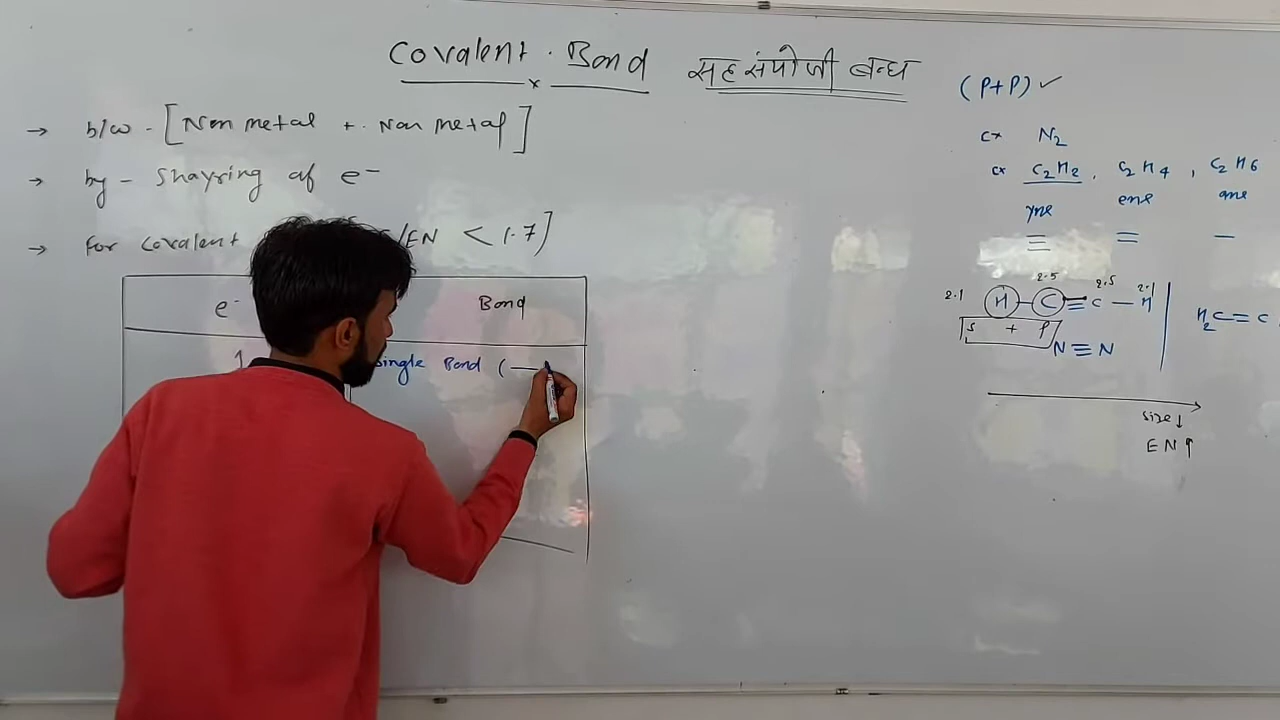 Covalent . Bond सहसंयोजी बन्ध
→ b/w - [Non metal + Non metal]
→ by - Shayring of e⁻
→ For Covalent /EN < 1.7]
e⁻ Bond
1 Single Bond ( —
(P+P) ✓
ex N₂
ex C₂H₂ , C₂H₄ , C₂H₆
yne ene ane
≡ = —
2.1 2.5 2.5 2.1
H — C ≡ C — H
S + P
N ≡ N
H₂C = C
size ↓
EN ↑